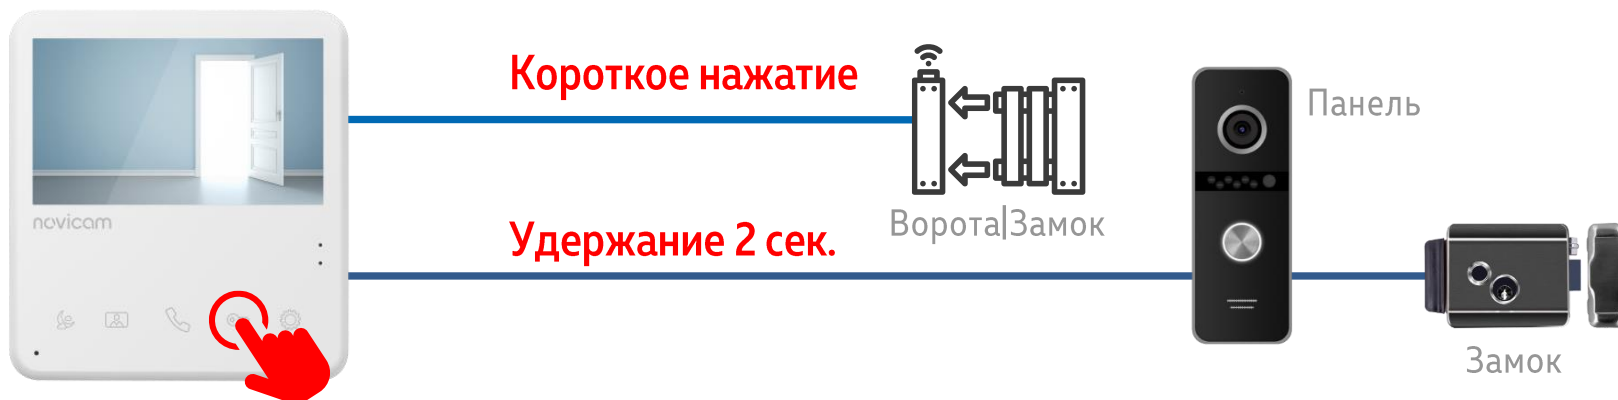 Короткое нажатие
Панель
novicam
Ворота|Замок
Удержание 2 сек.
Замок